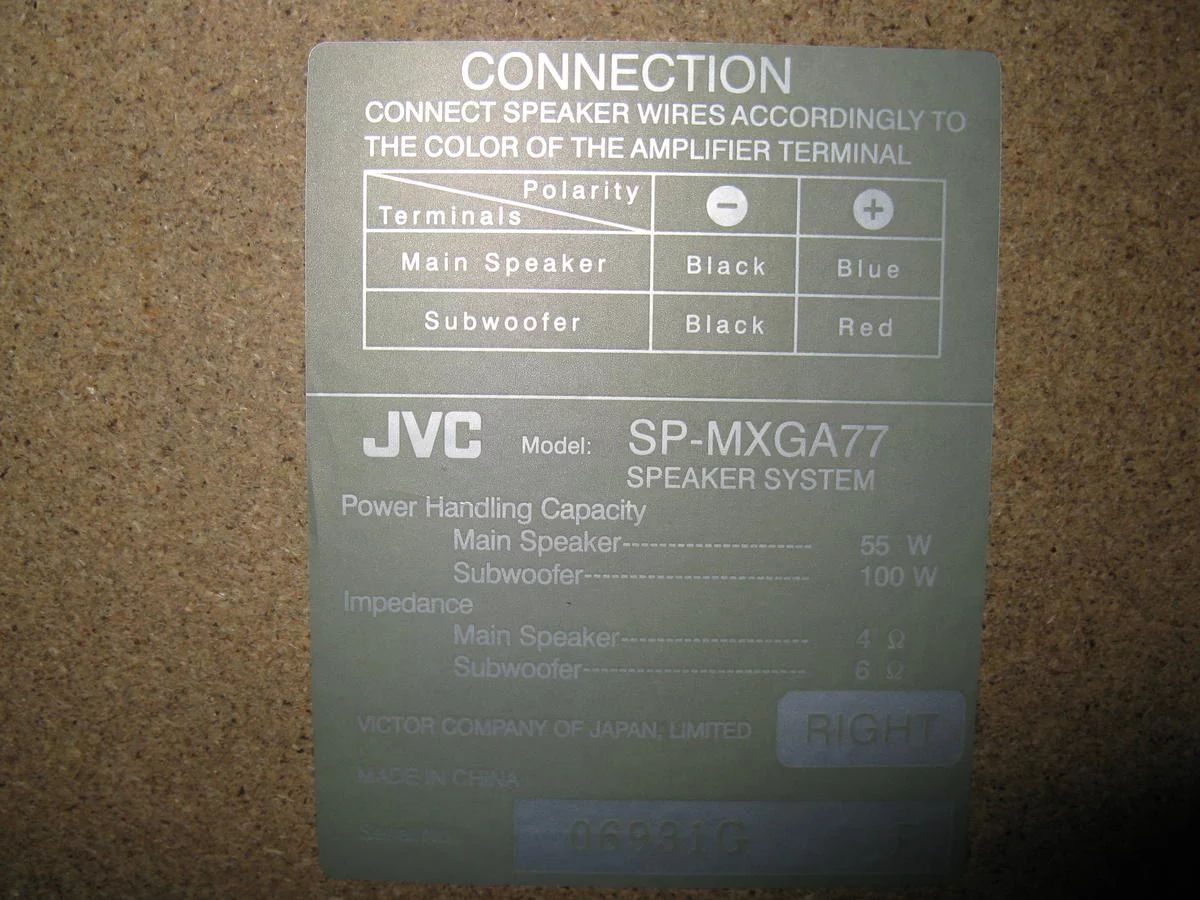 CONNECTION
CONNECT SPEAKER WIRES ACCORDINGLY TO
THE COLOR OF THE AMPLIFIER TERMINAL
Polarity
Terminals − +
Main Speaker Black Blue
Subwoofer Black Red
JVC Model: SP-MXGA77
SPEAKER SYSTEM
Power Handling Capacity
Main Speaker--------------------- 55 W
Subwoofer------------------------- 100 W
Impedance
Main Speaker--------------------- 4 Ω
Subwoofer------------------------- 6 Ω
VICTOR COMPANY OF JAPAN, LIMITED RIGHT
MADE IN CHINA
06931G